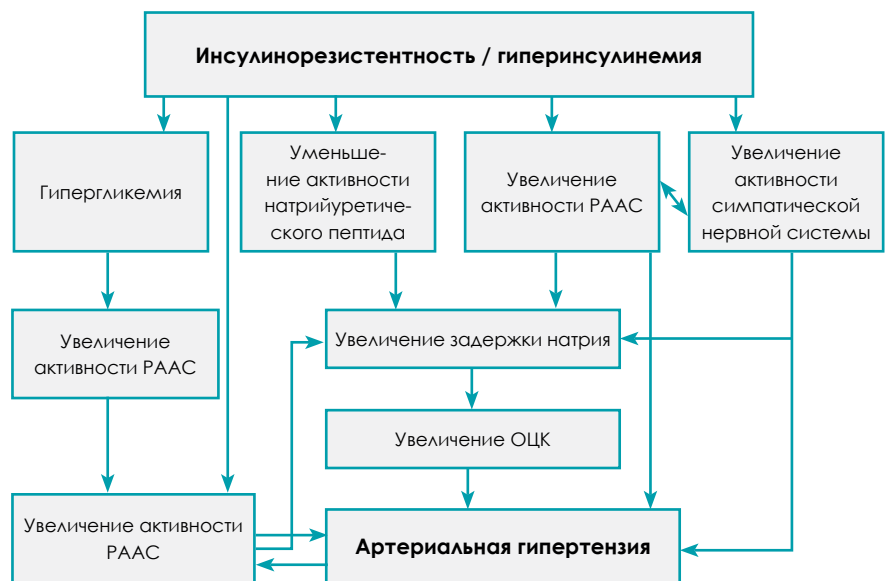 Инсулинорезистентность / гиперинсулинемия
Гипергликемия
Уменьше-
ние активности
натрийуретиче-
ского пептида
Увеличение
активности РААС
Увеличение
активности
симпатической
нервной системы
Увеличение
активности РААС
Увеличение задержки натрия
Увеличение ОЦК
Увеличение активности
РААС
Артериальная гипертензия